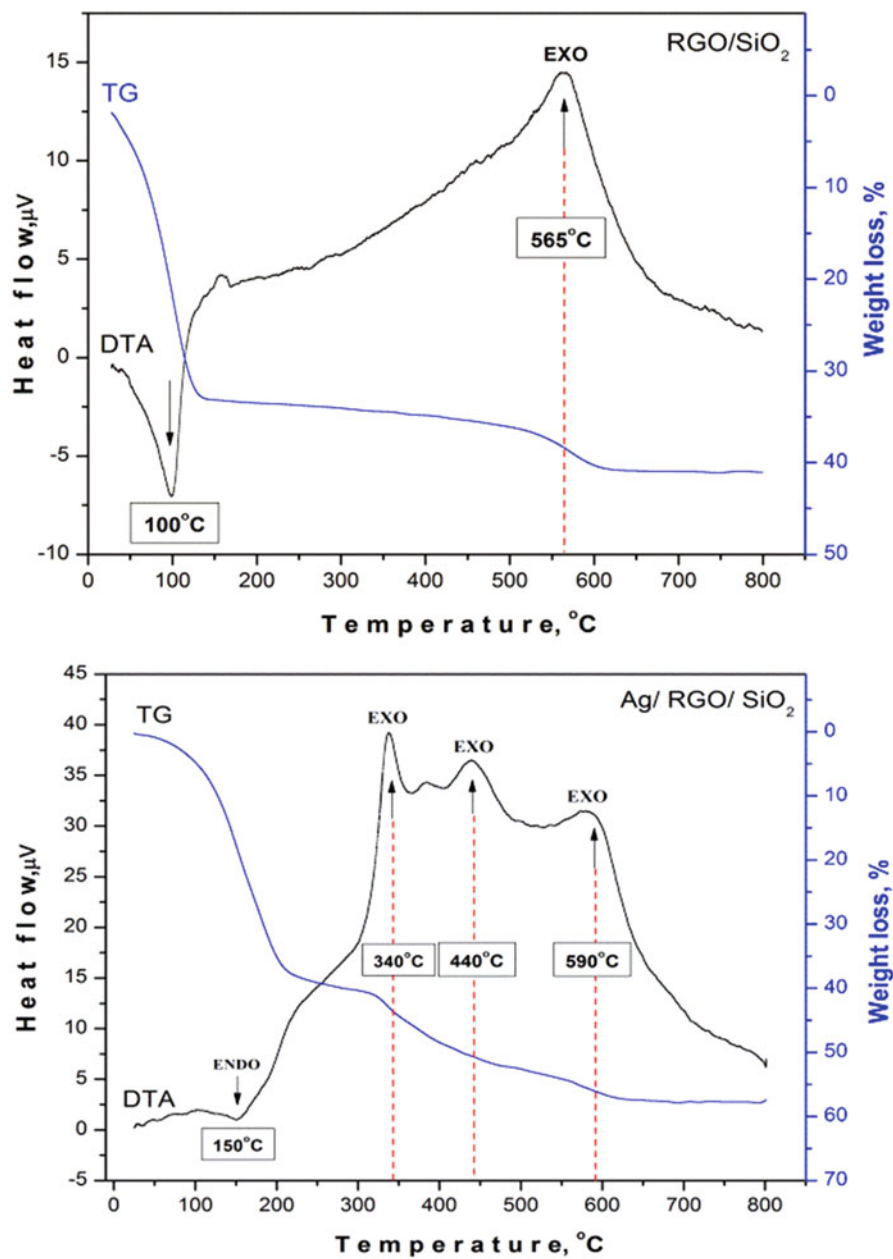 RGO/SiO2
EXO
TG
DTA
565°C
100°C
15
10
5
0
-5
-10
Heat flow,µV
0
10
20
30
40
50
Weight loss, %
0 100 200 300 400 500 600 700 800
Temperature, °C
Ag/ RGO/ SiO2
TG
EXO
EXO
EXO
340°C 440°C 590°C
ENDO
DTA
150°C
45
40
35
30
25
20
15
10
5
0
-5
Heat flow,µV
0
10
20
30
40
50
60
70
Weight loss, %
0 100 200 300 400 500 600 700 800
Temperature, °C